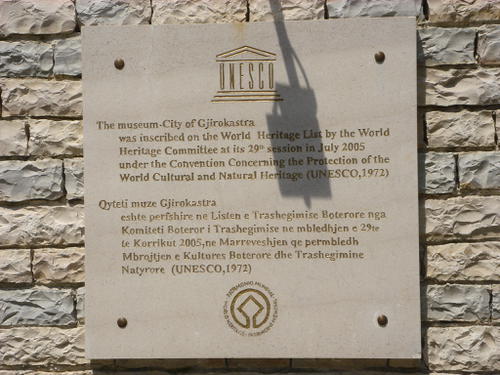 UNESCO
The museum-City of Gjirokastra
was inscribed on the World Heritage List by the World
Heritage Committee at its 29th session in July 2005
under the Convention Concerning the Protection of the
World Cultural and Natural Heritage (UNESCO,1972)
Qyteti muze Gjirokastra
eshte perfshire ne Listen e Trashegimise Boterore nga
Komiteti Boteror i Trashegimise ne mbledhjen e 29te
te Korrikut 2005,ne Marreveshjen qe permbledh
Mbrojtjen e Kultures Boterore dhe Trashegimine
Natyrore (UNESCO,1972)